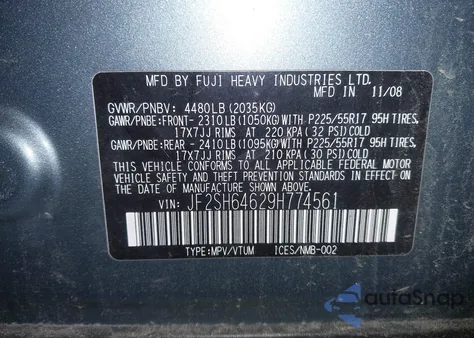 MFD BY FUJI HEAVY INDUSTRIES LTD.
MFD IN 11/08
GVWR/PNBV: 4480LB(2035KG)
GAWR/PNBE:FRONT- 2310LB(1050KG)WITH P225/55R17 95H TIRES
17X7JJ RIMS AT 220 KPA(32 PSI)COLD
GAWR/PNBE:REAR - 2410LB(1095KG)WITH P225/55R17 95H TIRES
17X7JJ RIMS AT 210 KPA(30 PSI)COLD
THIS VEHICLE CONFORMS TO ALL APPLICABLE FEDERAL MOTOR
VEHICLE SAFETY AND THEFT PREVENTION STANDARDS IN EFFECT
ON THE DATE OF MANUFACTURE SHOWN ABOVE.
VIN: JF2SH64629H774561
TYPE:MPV/VTUM ICES/NMB-002
autoSnap